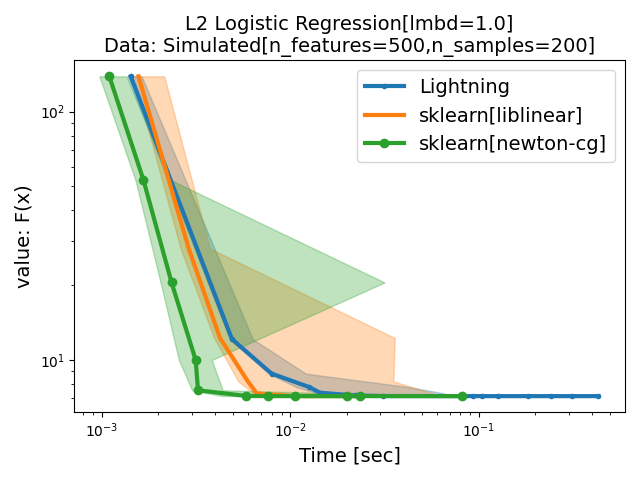 L2 Logistic Regression[lmbd=1.0]
Data: Simulated[n_features=500,n_samples=200]
Lightning
sklearn[liblinear]
sklearn[newton-cg]
value: F(x)
10²
10¹
10⁻³
10⁻²
10⁻¹
Time [sec]